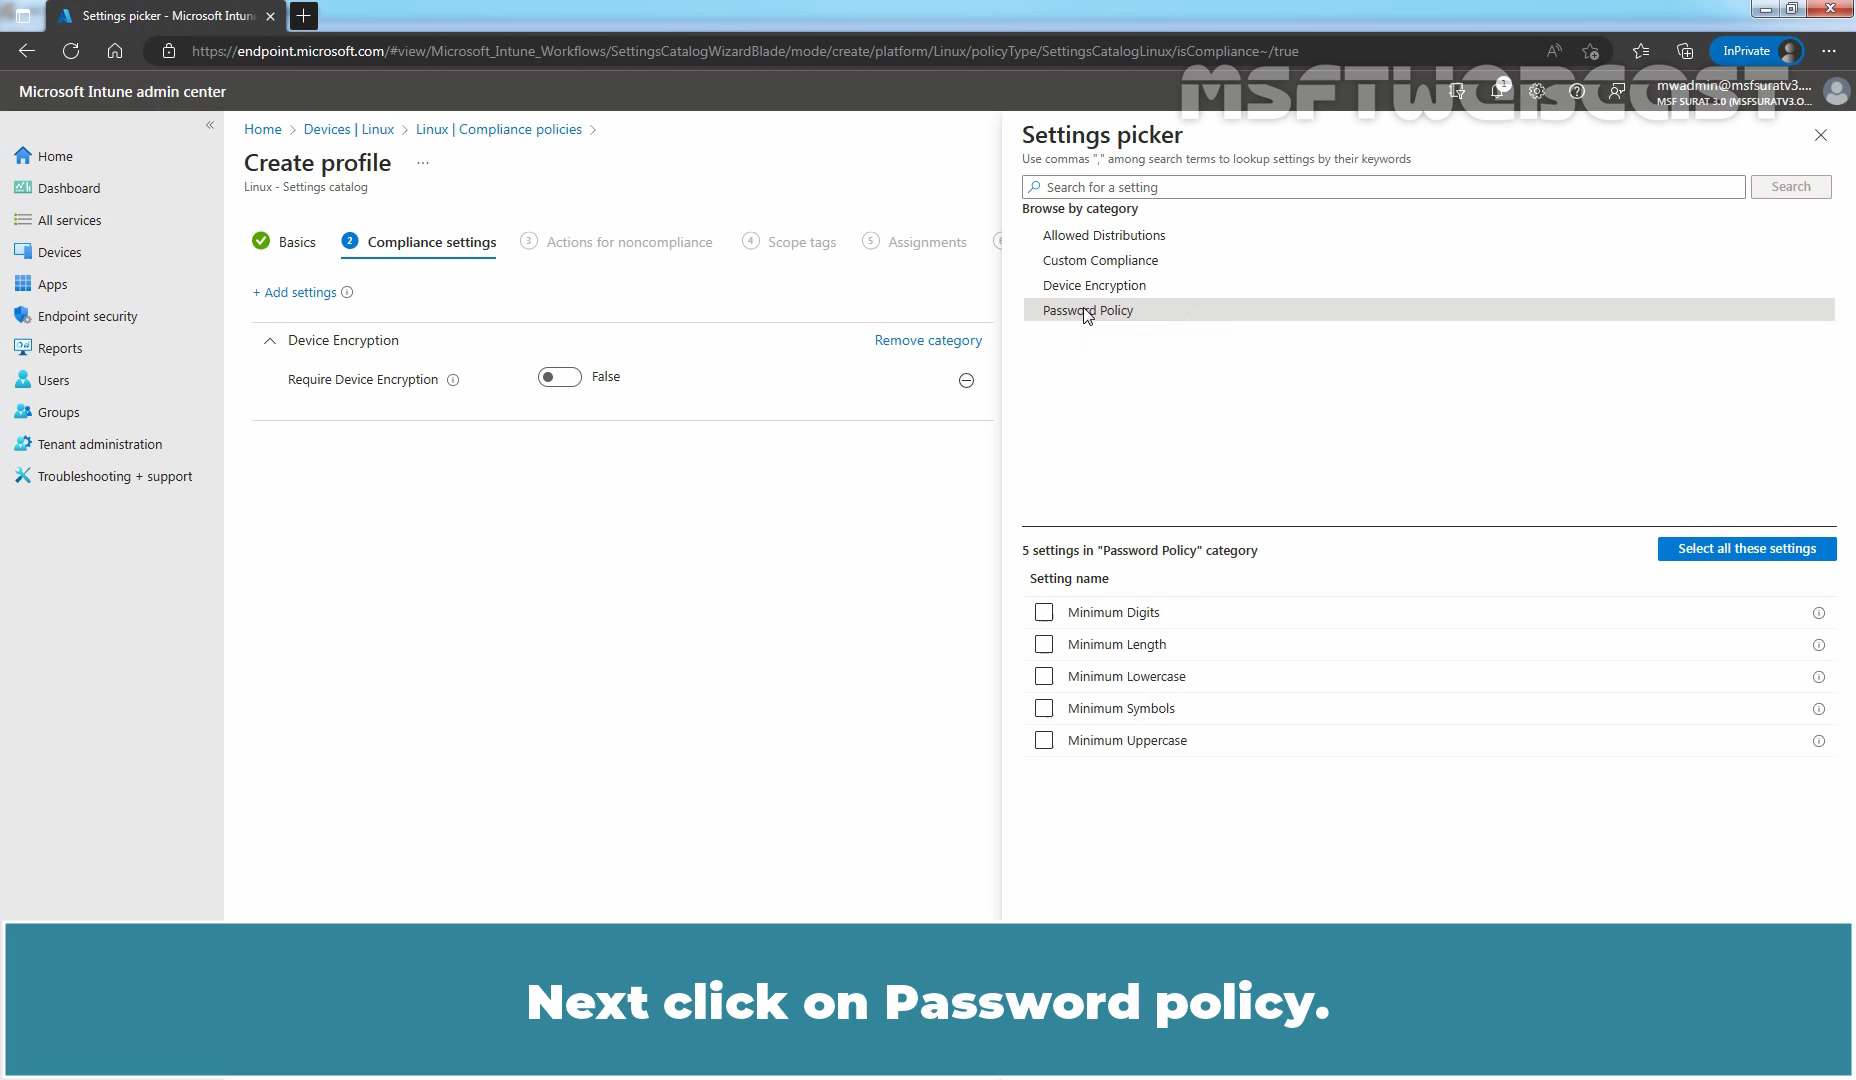 Settings picker - Microsoft Intune
https://endpoint.microsoft.com/#view/Microsoft_Intune_Workflows/SettingsCatalogWizardBlade/mode/create/platform/Linux/policyType/SettingsCatalogLinux/isCompliance~/true
InPrivate
Microsoft Intune admin center
MSFTWEBCAST
1
mwadmin@msfsuratv3....
MSF SURAT 3.0 (MSFSURATV3.O...
Home
Dashboard
All services
Devices
Apps
Endpoint security
Reports
Users
Groups
Tenant administration
Troubleshooting + support
Home > Devices | Linux > Linux | Compliance policies >
Create profile ...
Linux - Settings catalog
Basics
2 Compliance settings
3 Actions for noncompliance
4 Scope tags
5 Assignments
+ Add settings
Device Encryption
Remove category
Require Device Encryption
False
Settings picker
Use commas "," among search terms to lookup settings by their keywords
Search for a setting
Search
Browse by category
Allowed Distributions
Custom Compliance
Device Encryption
Password Policy
5 settings in "Password Policy" category
Select all these settings
Setting name
Minimum Digits
Minimum Length
Minimum Lowercase
Minimum Symbols
Minimum Uppercase
Next click on Password policy.